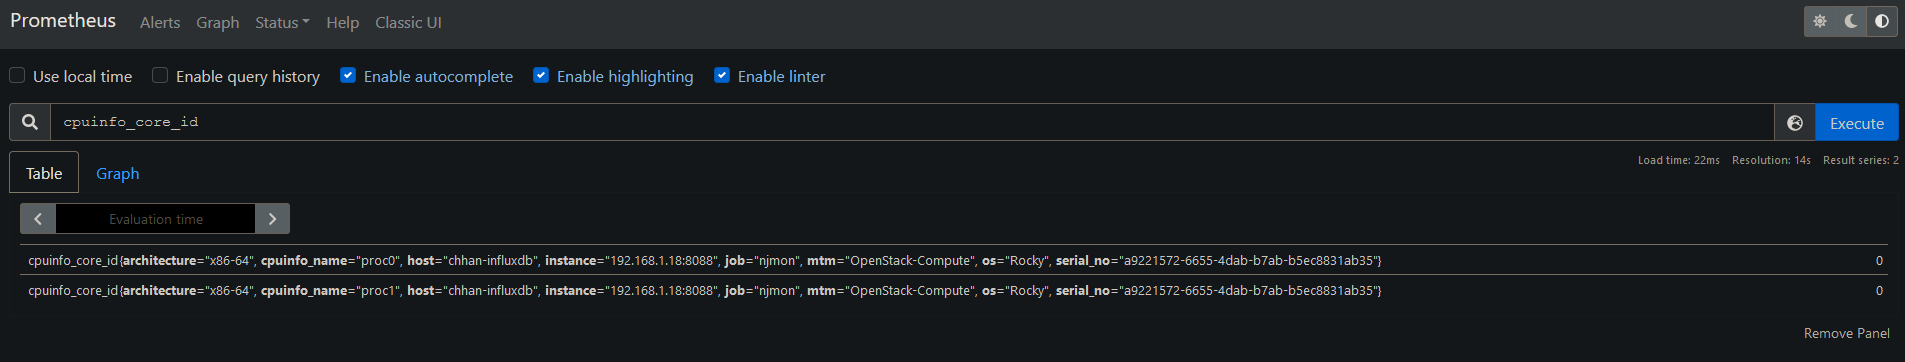 Prometheus Alerts Graph Status Help Classic UI
Use local time Enable query history Enable autocomplete Enable highlighting Enable linter
cpuinfo_core_id Execute
Table Graph Load time: 22ms Resolution: 14s Result series: 2
Evaluation time
cpuinfo_core_id{architecture="x86-64", cpuinfo_name="proc0", host="chhan-influxdb", instance="192.168.1.18:8088", job="njmon", mtm="OpenStack-Compute", os="Rocky", serial_no="a9221572-6655-4dab-b7ab-b5ec8831ab35"} 0
cpuinfo_core_id{architecture="x86-64", cpuinfo_name="proc1", host="chhan-influxdb", instance="192.168.1.18:8088", job="njmon", mtm="OpenStack-Compute", os="Rocky", serial_no="a9221572-6655-4dab-b7ab-b5ec8831ab35"} 0
Remove Panel